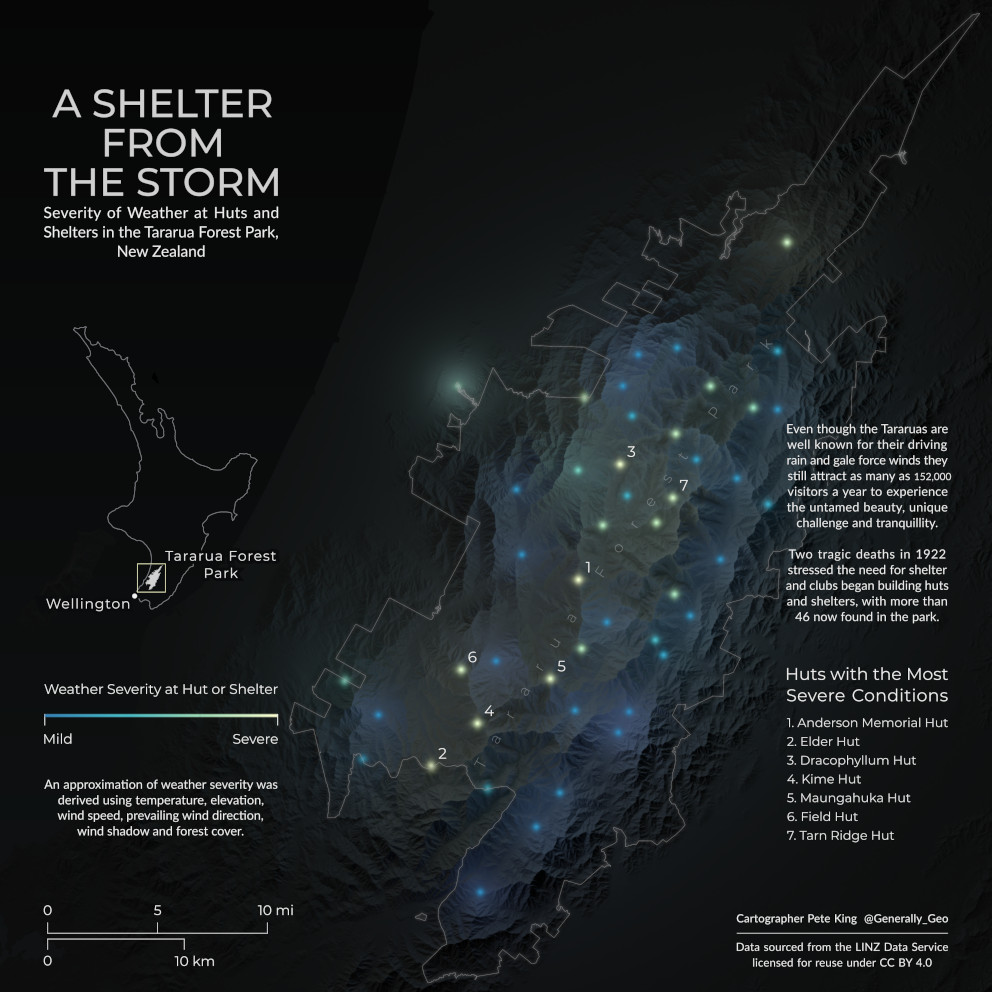 A SHELTER
FROM
THE STORM
Severity of Weather at Huts and
Shelters in the Tararua Forest Park,
New Zealand
Tararua Forest
Park
Wellington
Weather Severity at Hut or Shelter
Mild Severe
An approximation of weather severity was
derived using temperature, elevation,
wind speed, prevailing wind direction,
wind shadow and forest cover.
0 5 10 mi
0 10 km
Tararua Forest Park
3
7
1
6
5
4
2
Even though the Tararuas are
well known for their driving
rain and gale force winds they
still attract as many as 152,000
visitors a year to experience
the untamed beauty, unique
challenge and tranquillity.
Two tragic deaths in 1922
stressed the need for shelter
and clubs began building huts
and shelters, with more than
46 now found in the park.
Huts with the Most
Severe Conditions
1. Anderson Memorial Hut
2. Elder Hut
3. Dracophyllum Hut
4. Kime Hut
5. Maungahuka Hut
6. Field Hut
7. Tarn Ridge Hut
Cartographer Pete King @Generally_Geo
Data sourced from the LINZ Data Service
licensed for reuse under CC BY 4.0